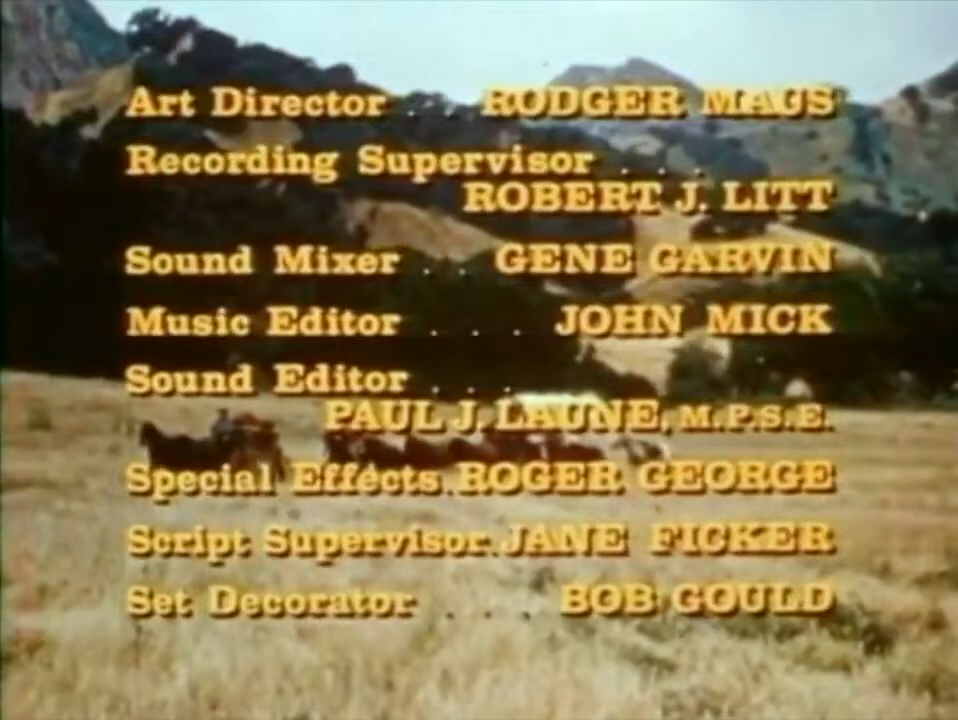 Art Director . . RODGER MAUS
Recording Supervisor . . .
ROBERT J. LITT
Sound Mixer . . GENE GARVIN
Music Editor . . . JOHN MICK
Sound Editor . . .
PAUL J. LAUNE, M.P.S.E.
Special Effects . ROGER GEORGE
Script Supervisor . JANE FICKER
Set Decorator . . . BOB GOULD